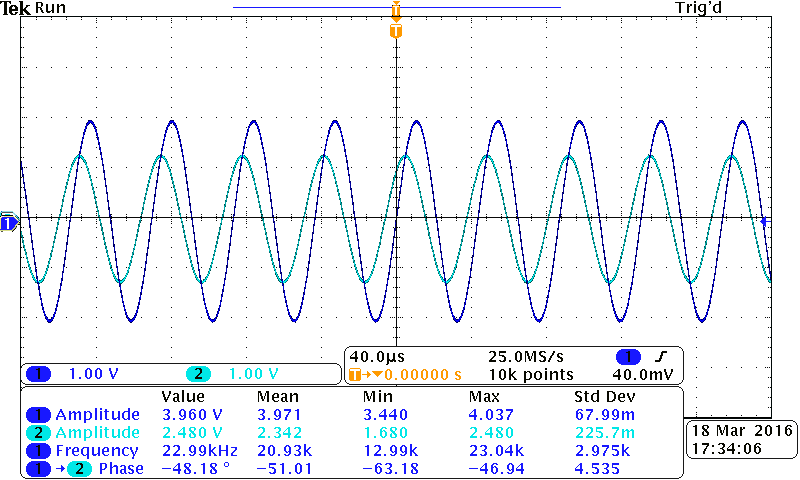 Tek Run Trig'd
T
T
1
1 1.00 V 2 1.00 V
40.0µs 25.0MS/s 1
T→▼0.00000 s 10k points 40.0mV
Value Mean Min Max Std Dev
1 Amplitude 3.960 V 3.971 3.440 4.037 67.99m
2 Amplitude 2.480 V 2.342 1.680 2.480 225.7m
1 Frequency 22.99kHz 20.93k 12.99k 23.04k 2.975k
1 → 2 Phase −48.18 ° −51.01 −63.18 −46.94 4.535
18 Mar 2016
17:34:06